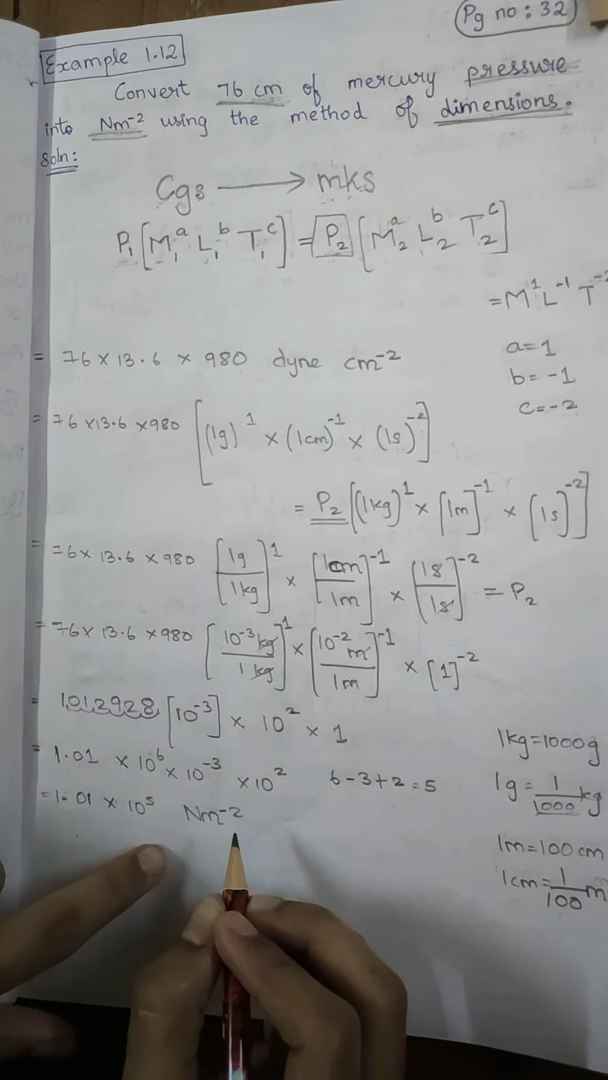 Pg no: 32
Example 1.12
Convert 76 cm of mercury pressure
into Nm⁻² using the method of dimensions.
Soln:
Cgs → mks
P₁[M₁ᵃ L₁ᵇ T₁ᶜ] = P₂ [M₂ᵃ L₂ᵇ T₂ᶜ]
= M¹ L⁻¹ T⁻²
= 76 × 13.6 × 980 dyne cm⁻²
a = 1
b = -1
c = -2
= 76 × 13.6 × 980 [(1g)¹ × (1cm)⁻¹ × (1s)⁻²]
= P₂ [(1kg)¹ × [1m]⁻¹ × [1s]⁻²]
= 76 × 13.6 × 980 [1g/1kg]¹ × [1cm/1m]⁻¹ × [1s/1s]⁻² = P₂
= 76 × 13.6 × 980 [10⁻³ kg/1 kg]¹ × [10⁻² m/1m]⁻¹ × [1]⁻²
= 1012928 [10⁻³] × 10² × 1
= 1.01 × 10⁶ × 10⁻³ × 10² 6-3+2=5
= 1.01 × 10⁵ Nm⁻²
1kg = 1000g
1g = 1/1000 kg
1m = 100 cm
1cm = 1/100 m